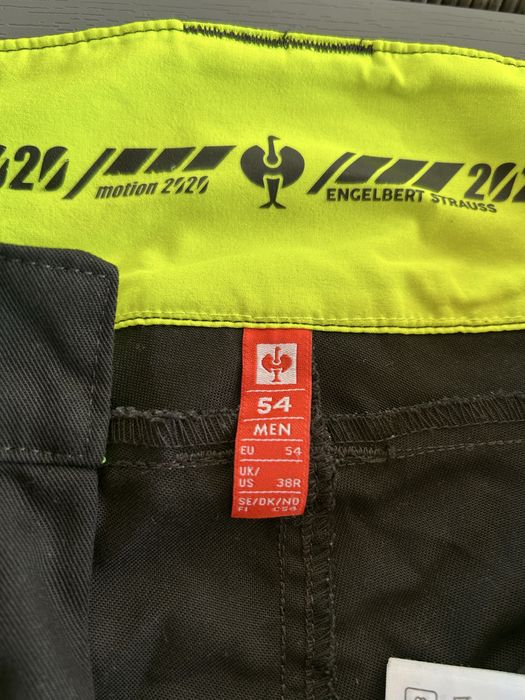 motion 2020
ENGELBERT STRAUSS
54
MEN
EU 54
UK/
US 38R
SE/DK/NO
FI C54